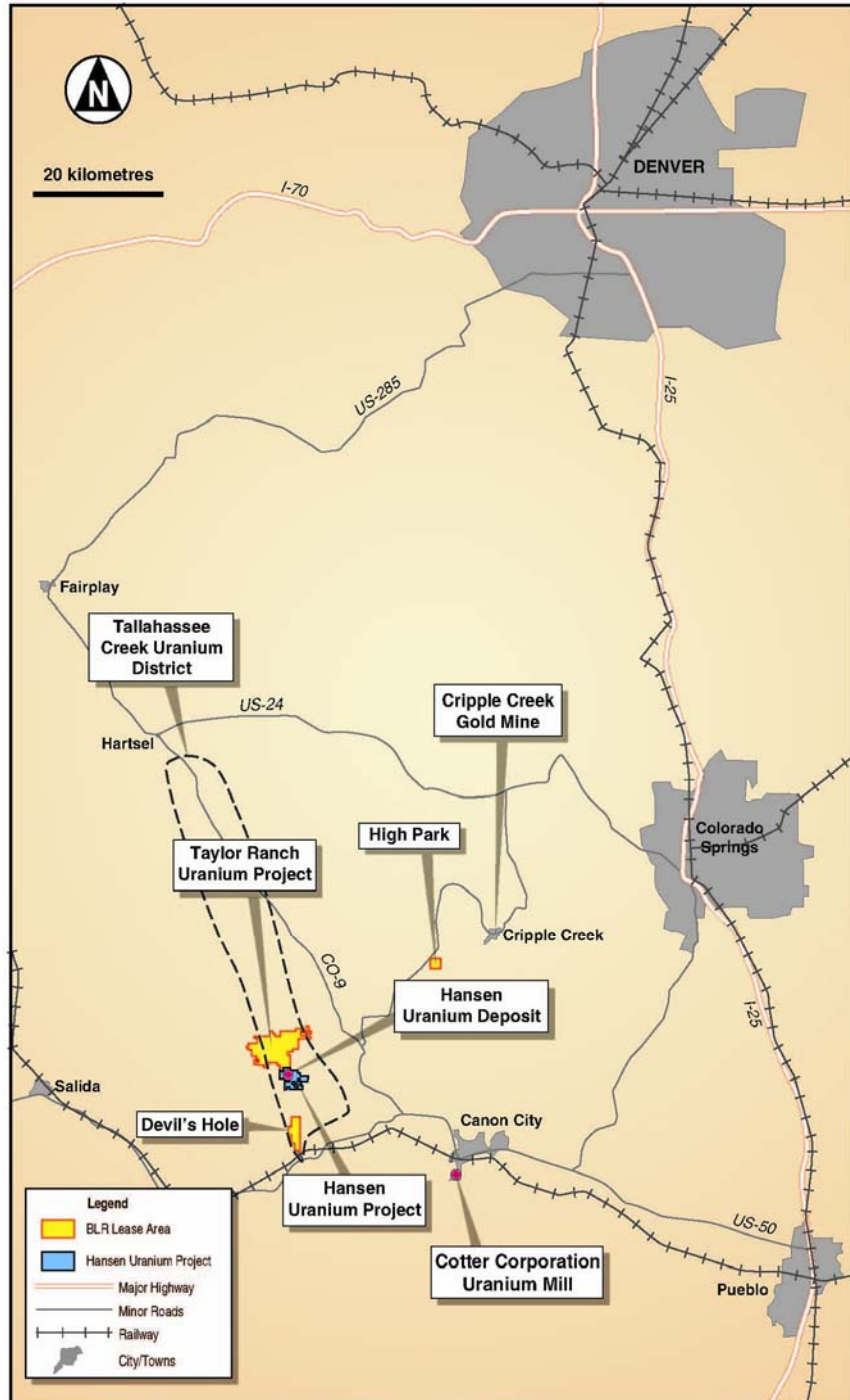 N
20 kilometres
I-70
DENVER
US-285
I-25
Fairplay
Tallahassee
Creek Uranium
District
US-24
Cripple Creek
Gold Mine
Hartsel
Taylor Ranch
Uranium Project
High Park
Colorado
Springs
Cripple Creek
CO-9
Hansen
Uranium Deposit
I-25
Salida
Devil's Hole
Canon City
Hansen
Uranium Project
US-50
Cotter Corporation
Uranium Mill
Pueblo
Legend
BLR Lease Area
Hansen Uranium Project
Major Highway
Minor Roads
Railway
City/Towns